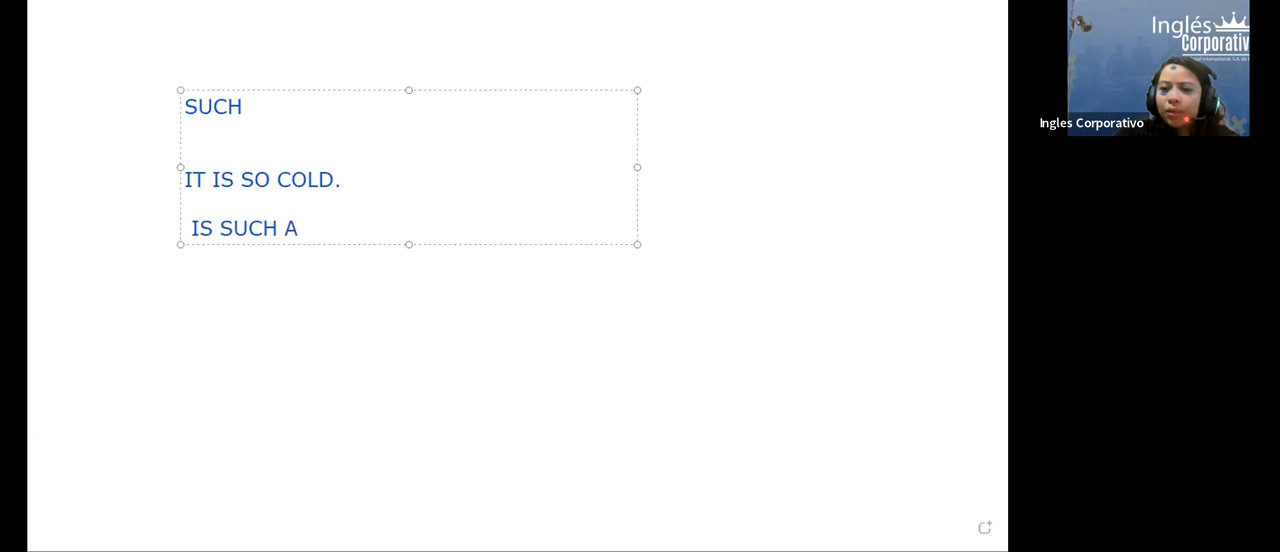 SUCH
IT IS SO COLD.
IS SUCH A
Inglés
Corporativ
Ingles Corporativo